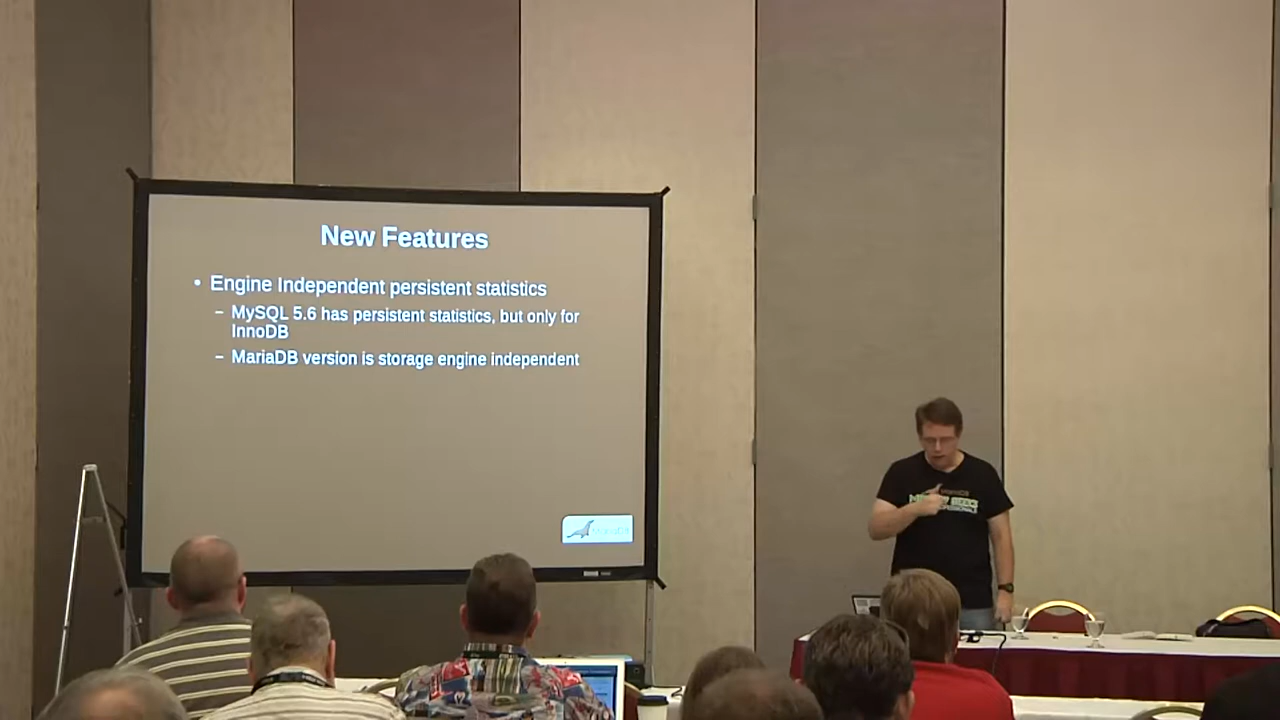 New Features
• Engine Independent persistent statistics
– MySQL 5.6 has persistent statistics, but only for
InnoDB
– MariaDB version is storage engine independent
MariaDB